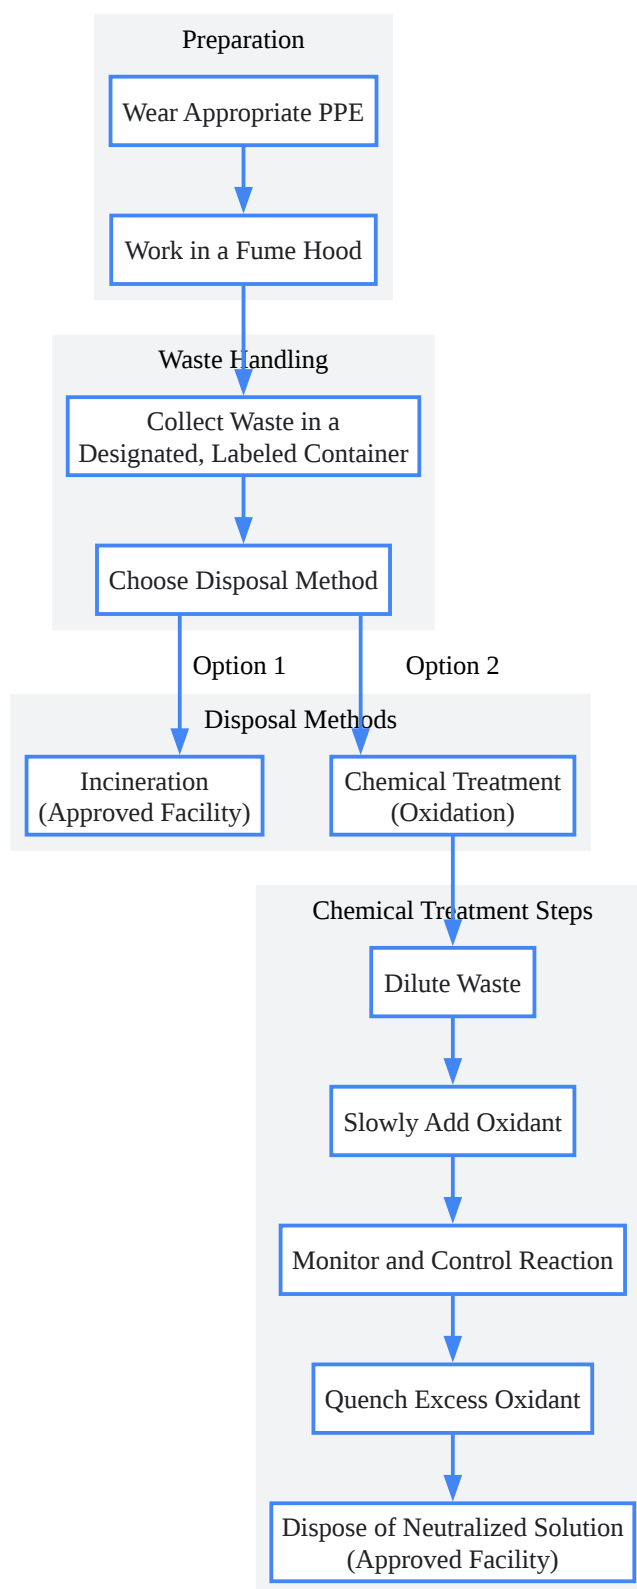 Preparation
Wear Appropriate PPE
Work in a Fume Hood
Waste Handling
Collect Waste in a
Designated, Labeled Container
Choose Disposal Method
Option 1
Option 2
Disposal Methods
Incineration
(Approved Facility)
Chemical Treatment
(Oxidation)
Chemical Treatment Steps
Dilute Waste
Slowly Add Oxidant
Monitor and Control Reaction
Quench Excess Oxidant
Dispose of Neutralized Solution
(Approved Facility)